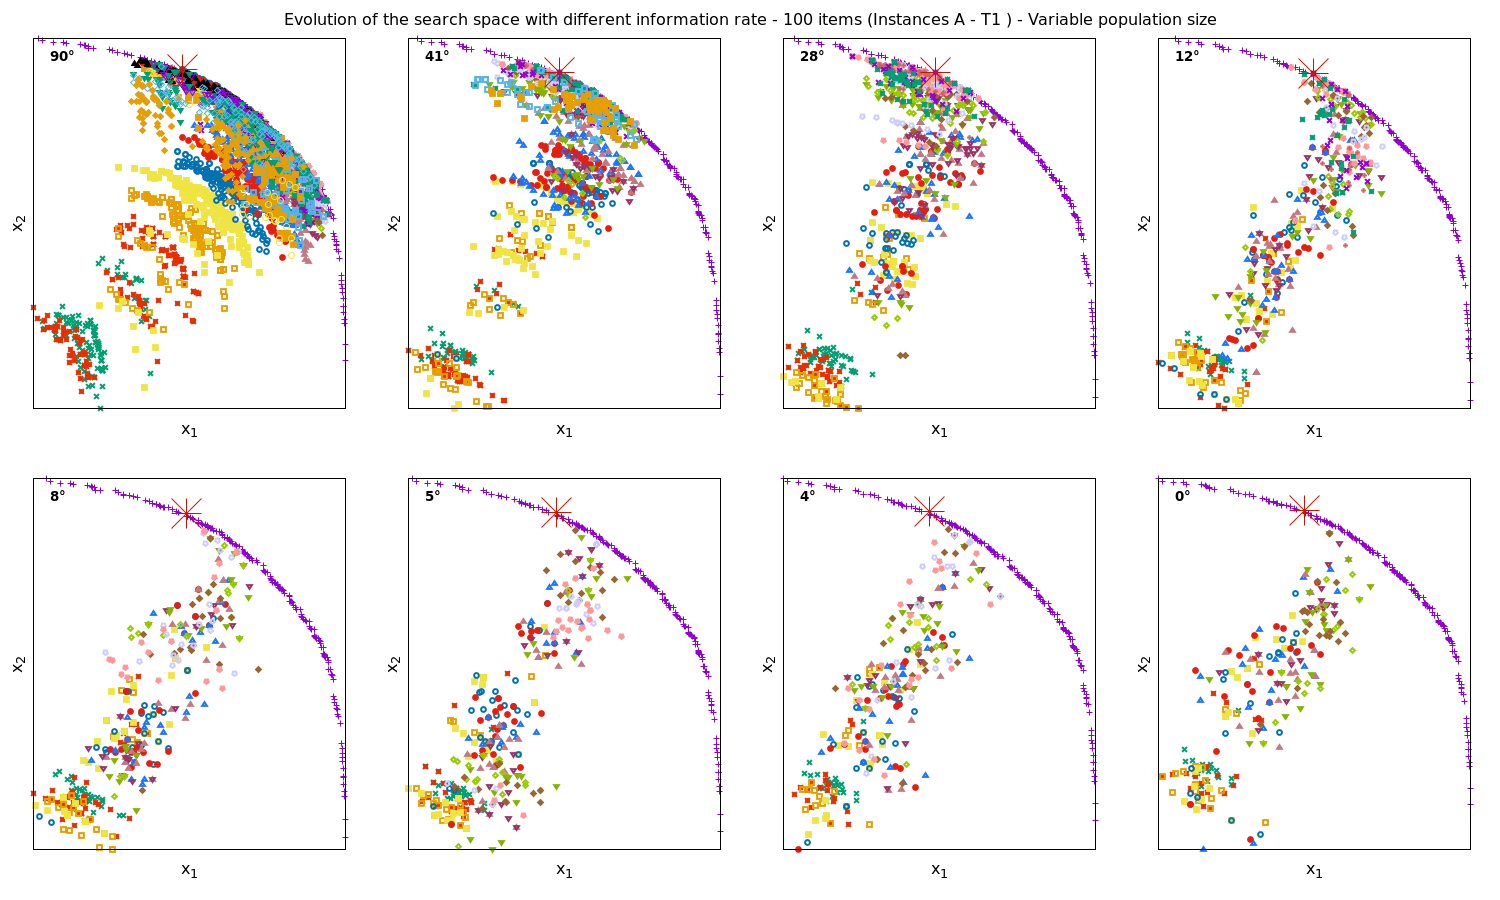 Evolution of the search space with different information rate - 100 items (Instances A - T1 ) - Variable population size
90°
41°
28°
12°
x2
x2
x2
x2
x1
x1
x1
x1
8°
5°
4°
0°
x2
x2
x2
x2
x1
x1
x1
x1